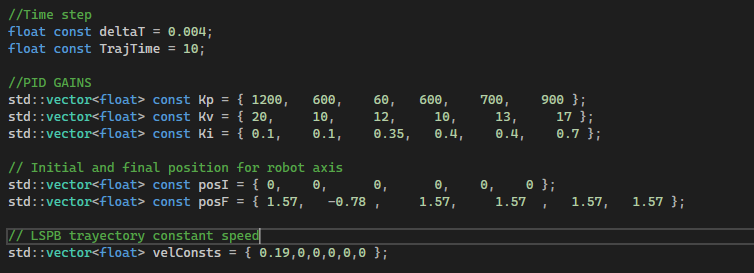 //Time step
float const deltaT = 0.004;
float const TrajTime = 10;
//PID GAINS
std::vector<float> const Kp = { 1200, 600, 60, 600, 700, 900 };
std::vector<float> const Kv = { 20, 10, 12, 10, 13, 17 };
std::vector<float> const Ki = { 0.1, 0.1, 0.35, 0.4, 0.4, 0.7 };
// Initial and final position for robot axis
std::vector<float> const posI = { 0, 0, 0, 0, 0, 0 };
std::vector<float> const posF = { 1.57, -0.78 , 1.57, 1.57 , 1.57, 1.57 };
// LSPB trayectory constant speed
std::vector<float> velConsts = { 0.19,0,0,0,0,0 };